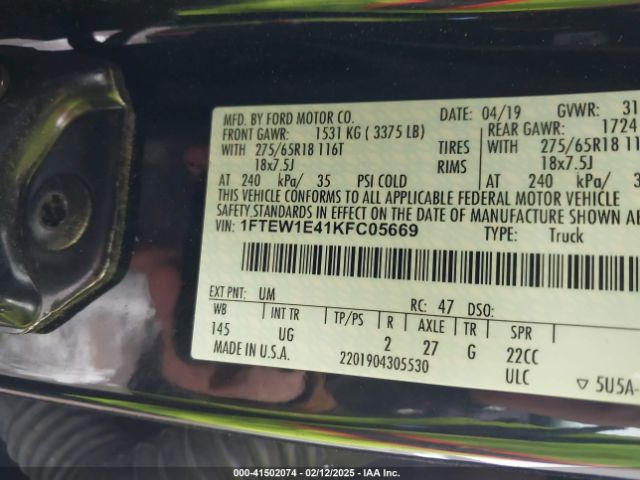 MFD. BY FORD MOTOR CO. DATE: 04/19 GVWR: 31
FRONT GAWR: 1531 KG ( 3375 LB) REAR GAWR: 1724
WITH 275/65R18 116T TIRES WITH 275/65R18 11
18x7.5J RIMS 18x7.5J
AT 240 kPa/ 35 PSI COLD AT 240 kPa/ 3
THIS VEHICLE CONFORMS TO ALL APPLICABLE FEDERAL MOTOR VEHICLE
SAFETY STANDARDS IN EFFECT ON THE DATE OF MANUFACTURE SHOWN AB
VIN: 1FTEW1E41KFC05669 TYPE: Truck
EXT PNT: UM RC: 47 DSO:
WB INT TR TP/PS R AXLE TR SPR
145 UG 2 27 G 22CC
MADE IN U.S.A. 2201904305530 ULC ▽ 5U5A-
000-41502074 - 02/12/2025 - IAAI.COM